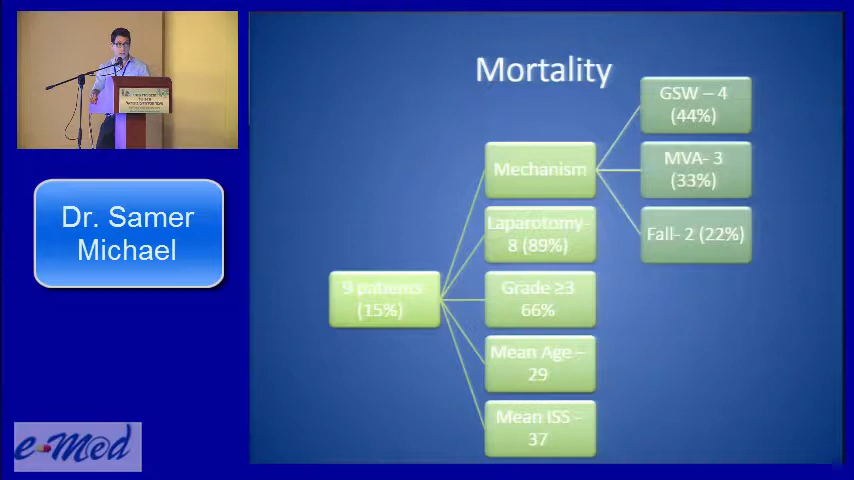 Mortality
GSW – 4
(44%)
MVA- 3
(33%)
Fall- 2 (22%)
Mechanism
Laparotomy-
8 (89%)
Grade ≥3
66%
Mean Age –
29
Mean ISS -
37
9 patients
(15%)
Dr. Samer
Michael
e-Med